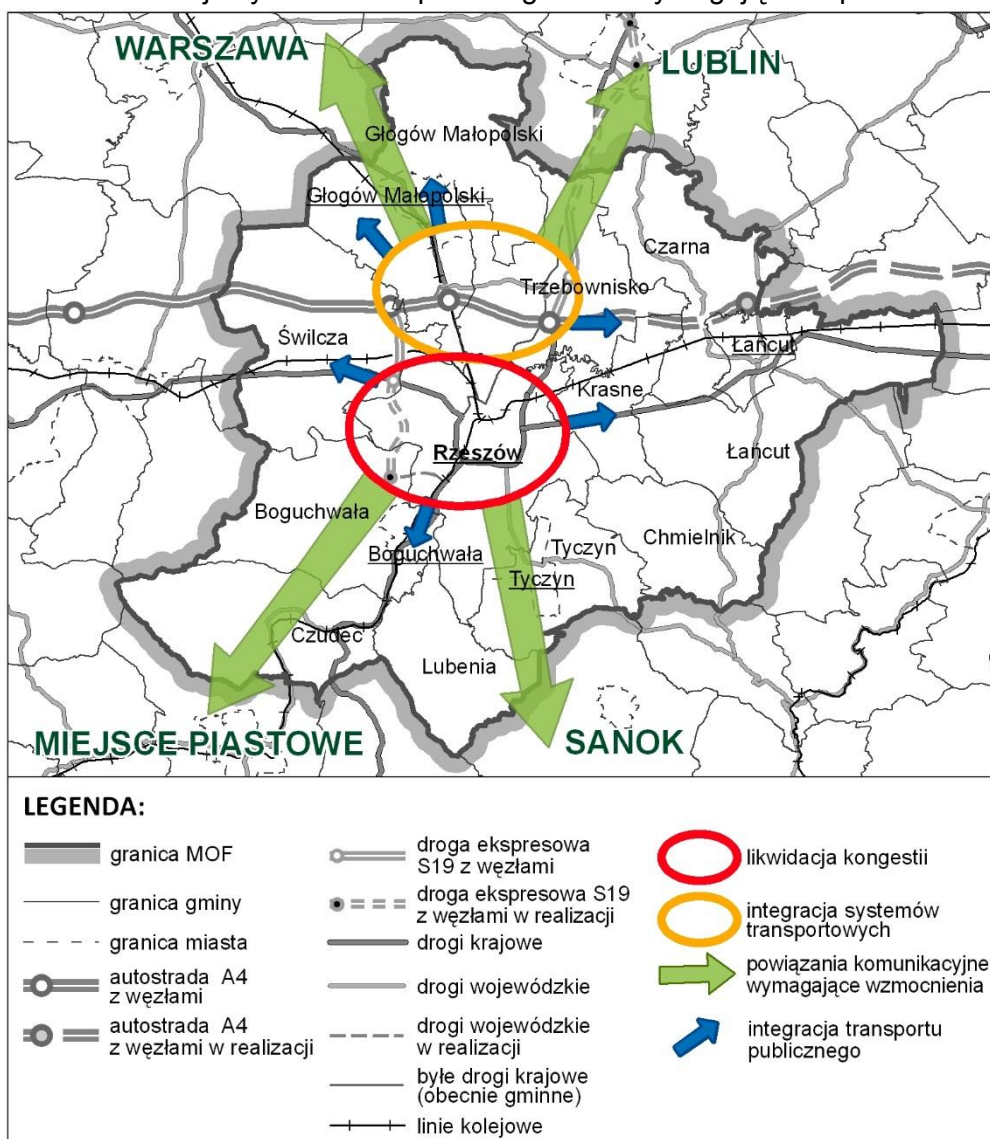 WARSZAWA
LUBLIN
Głogów Małopolski
Głogów Małopolski
Czarna
Trzebownisko
Świlcza
Łańcut
Krasne
Rzeszów
Łańcut
Boguchwała
Chmielnik
Boguchwała
Tyczyn
Tyczyn
Czudec
Lubenia
MIEJSCE PIASTOWE
SANOK
LEGENDA:
granica MOF
granica gminy
granica miasta
autostrada A4
z węzłami
autostrada A4
z węzłami w realizacji
droga ekspresowa
S19 z węzłami
droga ekspresowa S19
z węzłami w realizacji
drogi krajowe
drogi wojewódzkie
drogi wojewódzkie
w realizacji
byłe drogi krajowe
(obecnie gminne)
linie kolejowe
likwidacja kongestii
integracja systemów
transportowych
powiązania komunikacyjne
wymagające wzmocnienia
integracja transportu
publicznego